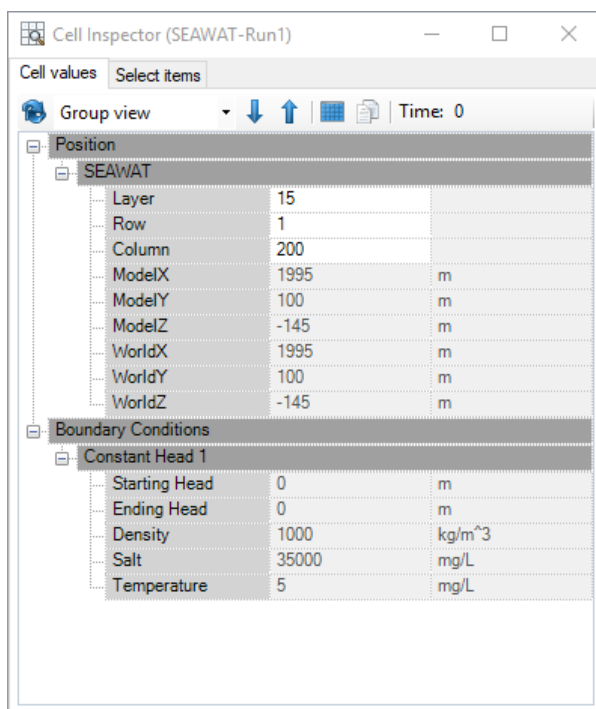 Cell Inspector (SEAWAT-Run1)
Cell values Select items
Group view Time: 0
Position
SEAWAT
Layer 15
Row 1
Column 200
ModelX 1995 m
ModelY 100 m
ModelZ -145 m
WorldX 1995 m
WorldY 100 m
WorldZ -145 m
Boundary Conditions
Constant Head 1
Starting Head 0 m
Ending Head 0 m
Density 1000 kg/m^3
Salt 35000 mg/L
Temperature 5 mg/L